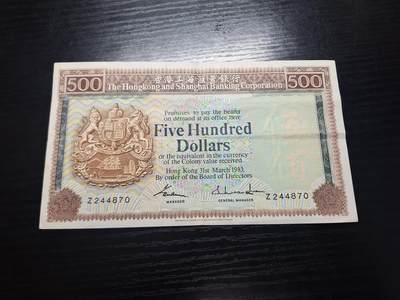 香港上海滙豐銀行
500 The Hongkong and Shanghai Banking Corporation 500
Promises to pay the bearer
on demand at its office here
Five Hundred
Dollars
or the equivalent in the currency
of the Colony value received.
Hong Kong 31st March 1983
By order of the Board of Directors
MANAGER GENERAL MANAGER
Z244870 Z244870